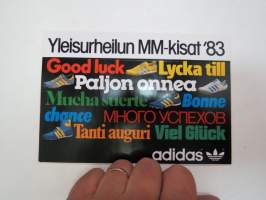 Yleisurheilun MM-kisat '83
Good luck Lycka till
Paljon onnea
Mucha suerte Bonne
chance МНОГО УСПЕХОВ
Tanti auguri Viel Glück
adidas